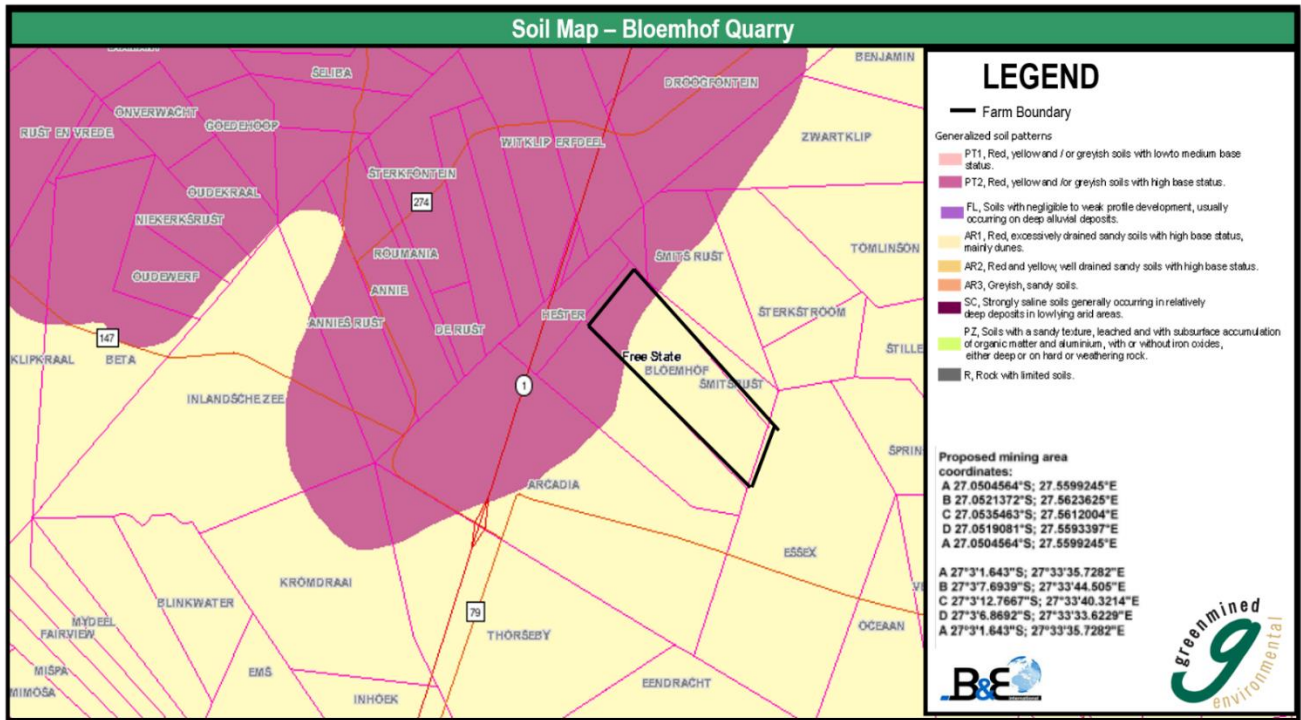 Soil Map – Bloemhof Quarry
BENJAMIN
SELIBA
DROOGFONTEIN
ONVERWACHT
GOEDEHOOP
RUST EN VREDE
WITKLIP ERFDEEL
ZWARTKLIP
STERKFONTEIN
OUDEKRAAL
274
NIEKERKSRUST
ROUMANIA
SMITS RUST
TOMLINSON
OUDEWERF
ANNIE
HESTER
STERKSTROOM
ANNIES RUST
DE RUST
147
KLIPKRAAL
BETA
Free State
STILLE
BLOEMHOF
SMITSRUST
1
INLANDSCHE ZEE
SPRIN
ARCADIA
ESSEX
KROMDRAAI
BLINKWATER
79
MYDEEL
FAIRVIEW
THORSEBY
OCEAAN
MISPA
EMS
EENDRACHT
MIMOSA
INHOEK
LEGEND
Farm Boundary
Generalized soil patterns
PT1, Red, yellow and / or greyish soils with low to medium base
status.
PT2, Red, yellow and /or greyish soils with high base status.
FL, Soils with negligible to weak profile development, usually
occurring on deep alluvial deposits.
AR1, Red, excessively drained sandy soils with high base status,
mainly dunes.
AR2, Red and yellow, well drained sandy soils with high base status.
AR3, Greyish, sandy soils.
SC, Strongly saline soils generally occurring in relatively
deep deposits in lowlying arid areas.
PZ, Soils with a sandy texture, leached and with subsurface accumulation
of organic matter and aluminium, with or without iron oxides,
either deep or on hard or weathering rock.
R, Rock with limited soils.
Proposed mining area
coordinates:
A 27.0504564°S; 27.5599245°E
B 27.0521372°S; 27.5623625°E
C 27.0535463°S; 27.5612004°E
D 27.0519081°S; 27.5593397°E
A 27.0504564°S; 27.5599245°E
A 27°3'1.643"S; 27°33'35.7282"E
B 27°3'7.6939"S; 27°33'44.505"E
C 27°3'12.7667"S; 27°33'40.3214"E
D 27°3'6.8692"S; 27°33'33.6229"E
A 27°3'1.643"S; 27°33'35.7282"E
B&E
international
greenmined
g
environmental